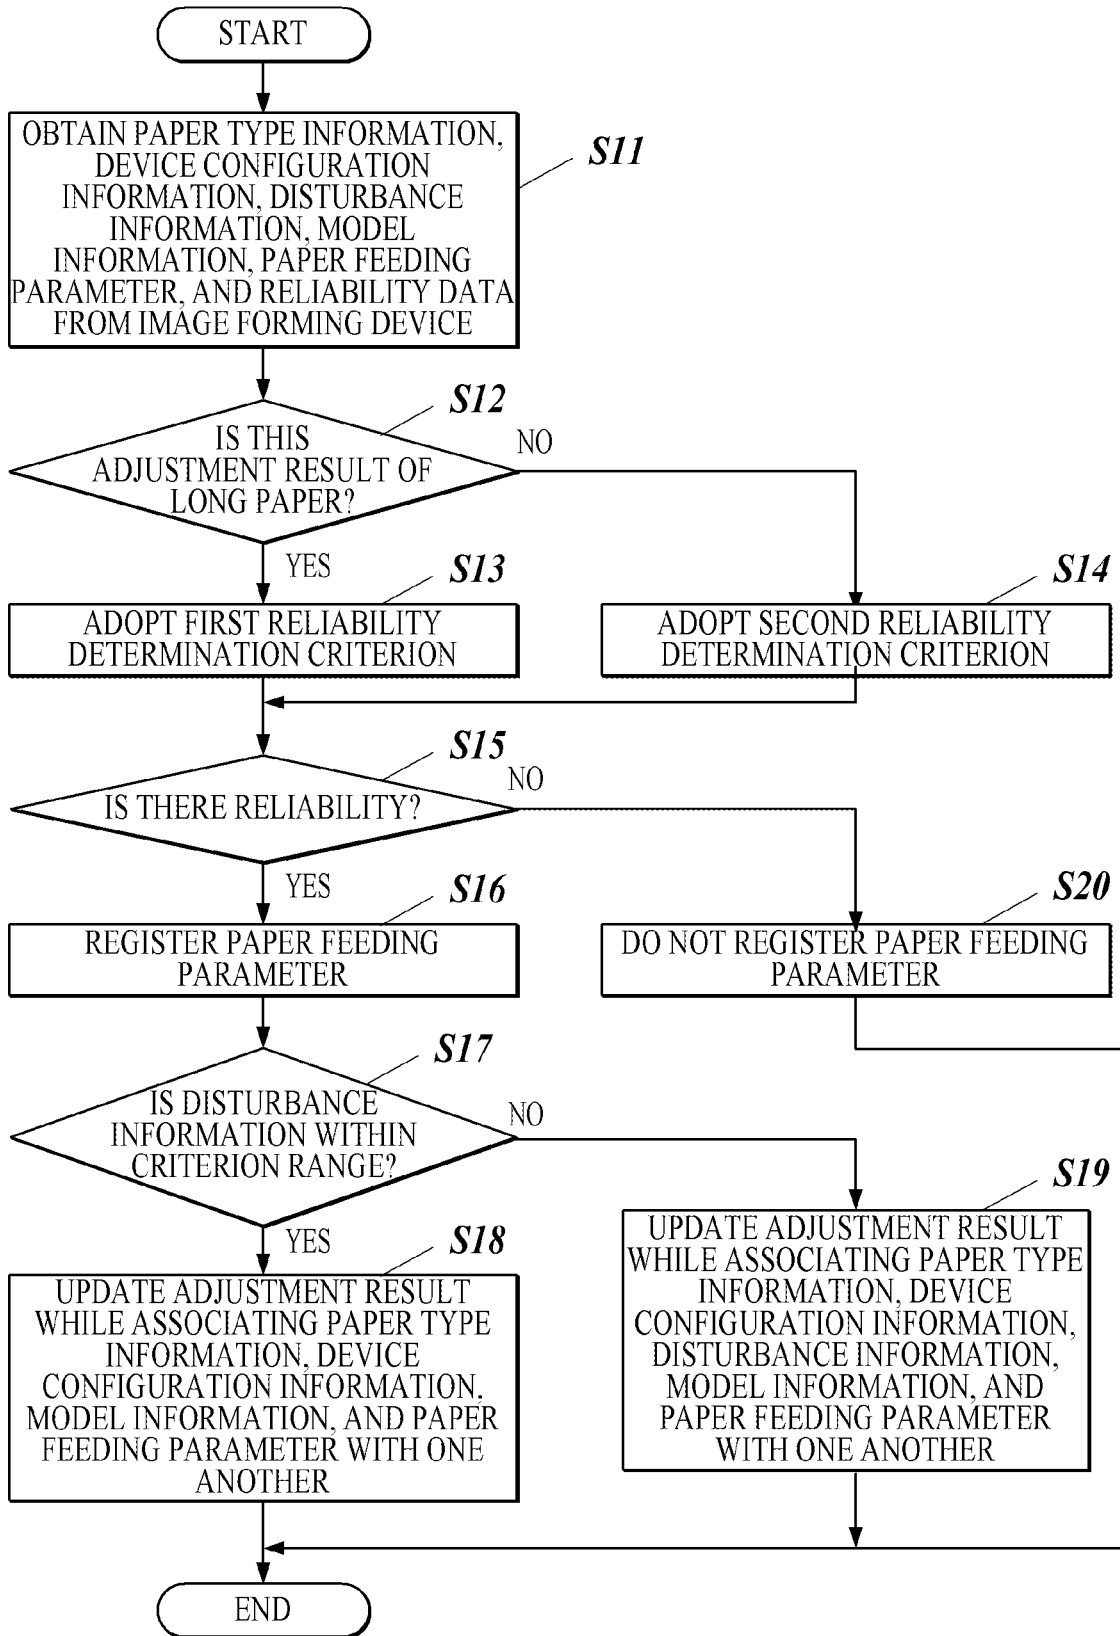 START
OBTAIN PAPER TYPE INFORMATION,
DEVICE CONFIGURATION
INFORMATION, DISTURBANCE
INFORMATION, MODEL
INFORMATION, PAPER FEEDING
PARAMETER, AND RELIABILITY DATA
FROM IMAGE FORMING DEVICE
S11
S12
IS THIS
ADJUSTMENT RESULT OF
LONG PAPER?
NO
YES
S13
ADOPT FIRST RELIABILITY
DETERMINATION CRITERION
S14
ADOPT SECOND RELIABILITY
DETERMINATION CRITERION
S15
IS THERE RELIABILITY?
NO
YES
S16
REGISTER PAPER FEEDING
PARAMETER
S20
DO NOT REGISTER PAPER FEEDING
PARAMETER
S17
IS DISTURBANCE
INFORMATION WITHIN
CRITERION RANGE?
NO
YES
S18
UPDATE ADJUSTMENT RESULT
WHILE ASSOCIATING PAPER TYPE
INFORMATION, DEVICE
CONFIGURATION INFORMATION,
MODEL INFORMATION, AND PAPER
FEEDING PARAMETER WITH ONE
ANOTHER
S19
UPDATE ADJUSTMENT RESULT
WHILE ASSOCIATING PAPER TYPE
INFORMATION, DEVICE
CONFIGURATION INFORMATION,
DISTURBANCE INFORMATION,
MODEL INFORMATION, AND
PAPER FEEDING PARAMETER
WITH ONE ANOTHER
END